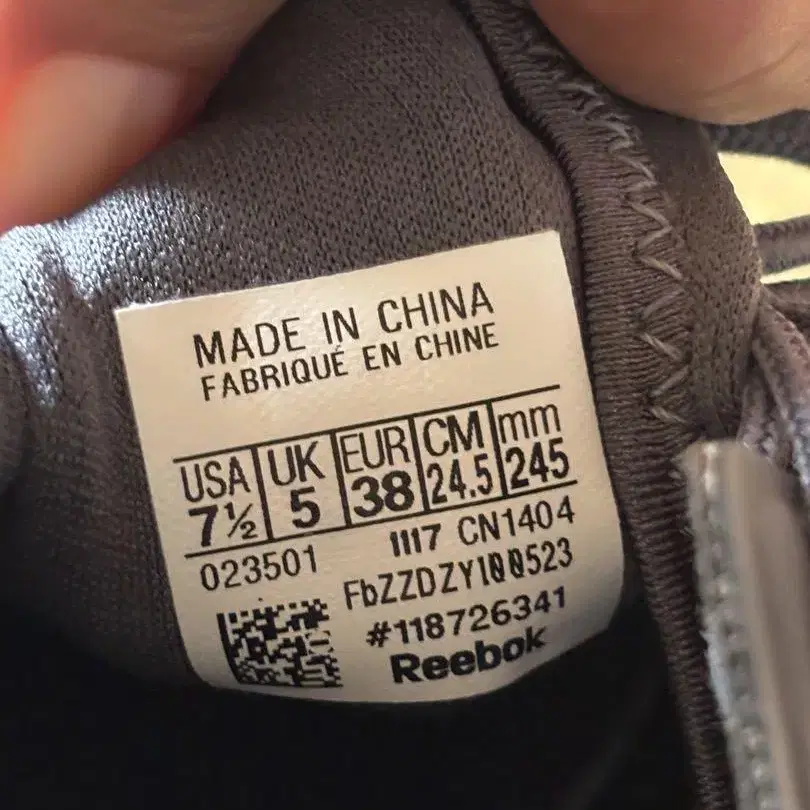 MADE IN CHINA
FABRIQUÉ EN CHINE
USA UK EUR CM mm
7½ 5 38 24.5 245
023501 1117 CN1404
FbZZDZY100523
#118726341
Reebok